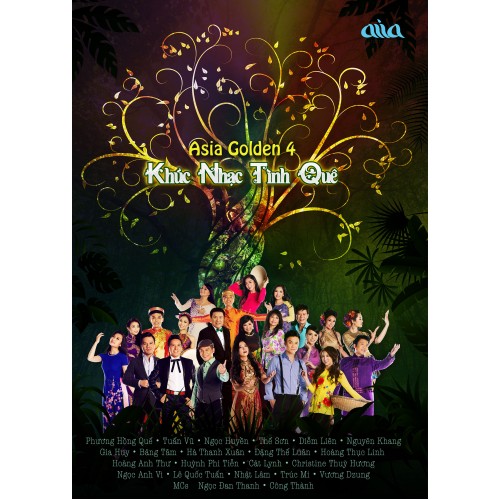 asia
Asia Golden 4
Khúc Nhạc Tình Quê
Phương Hồng Quế • Tuấn Vũ • Ngọc Huyền • Thế Sơn • Diễm Liên • Nguyên Khang
Gia Huy • Băng Tâm • Hà Thanh Xuân • Đặng Thế Luân • Hoàng Thục Linh
Hoàng Anh Thư • Huỳnh Phi Tiễn • Cát Lynh • Christine Thuỷ Hương
Ngọc Anh Vi • Lê Quốc Tuấn • Nhật Lâm • Trúc Mi • Vương Dzung
MCs Ngọc Đan Thanh • Công Thành